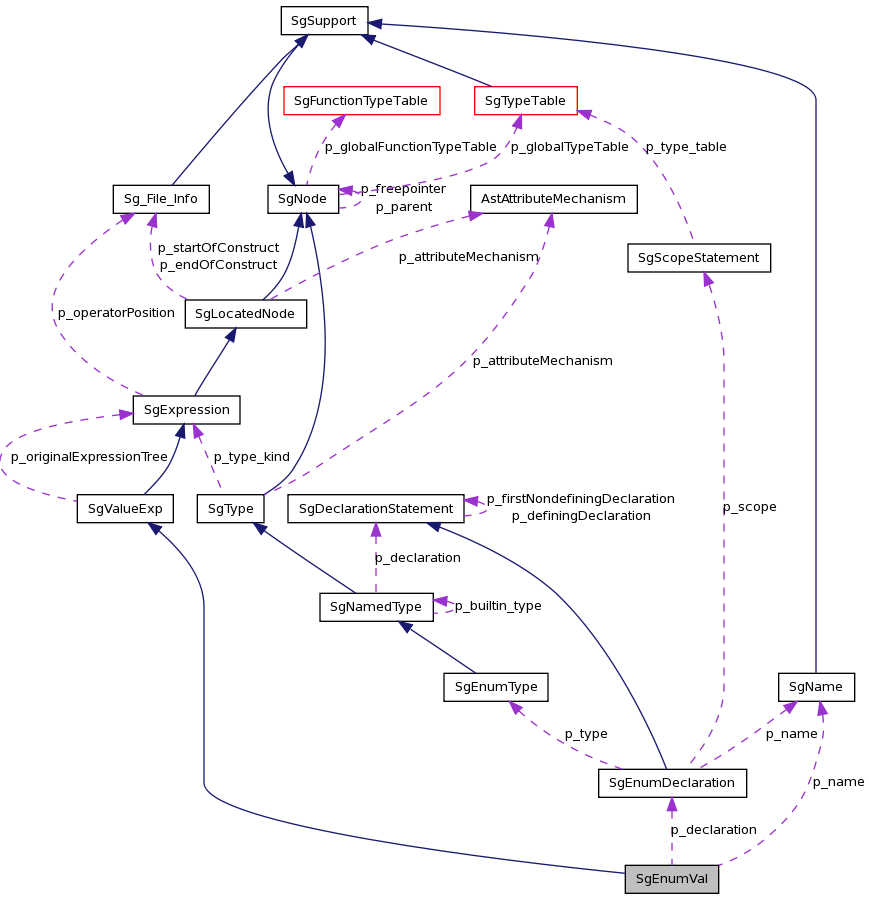 SgSupport
SgFunctionTypeTable
SgTypeTable
p_globalFunctionTypeTable
p_globalTypeTable
p_type_table
Sg_File_Info
SgNode
p_freepointer
p_parent
AstAttributeMechanism
p_startOfConstruct
p_endOfConstruct
p_attributeMechanism
SgScopeStatement
p_operatorPosition
SgLocatedNode
p_attributeMechanism
SgExpression
p_originalExpressionTree
p_type_kind
SgValueExp
SgType
SgDeclarationStatement
p_firstNondefiningDeclaration
p_definingDeclaration
p_scope
p_declaration
SgNamedType
p_builtin_type
SgEnumType
SgName
p_type
p_name
SgEnumDeclaration
p_name
p_declaration
SgEnumVal